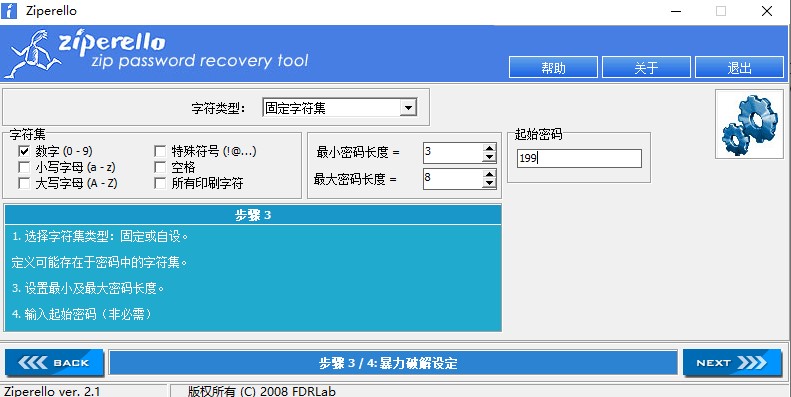 Ziperello
ziperello
zip password recovery tool
帮助 关于 退出
字符类型： 固定字符集
字符集
数字 (0 - 9) 特殊符号 (!@...)
小写字母 (a - z) 空格
大写字母 (A - Z) 所有印刷字符
最小密码长度 = 3
最大密码长度 = 8
起始密码
199
步骤 3
1. 选择字符集类型：固定或自设。
定义可能存在于密码中的字符集。
3. 设置最小及最大密码长度。
4. 输入起始密码（非必需）
BACK 步骤 3 / 4: 暴力破解设定 NEXT
Ziperello ver. 2.1 版权所有 (C) 2008 FDRLab